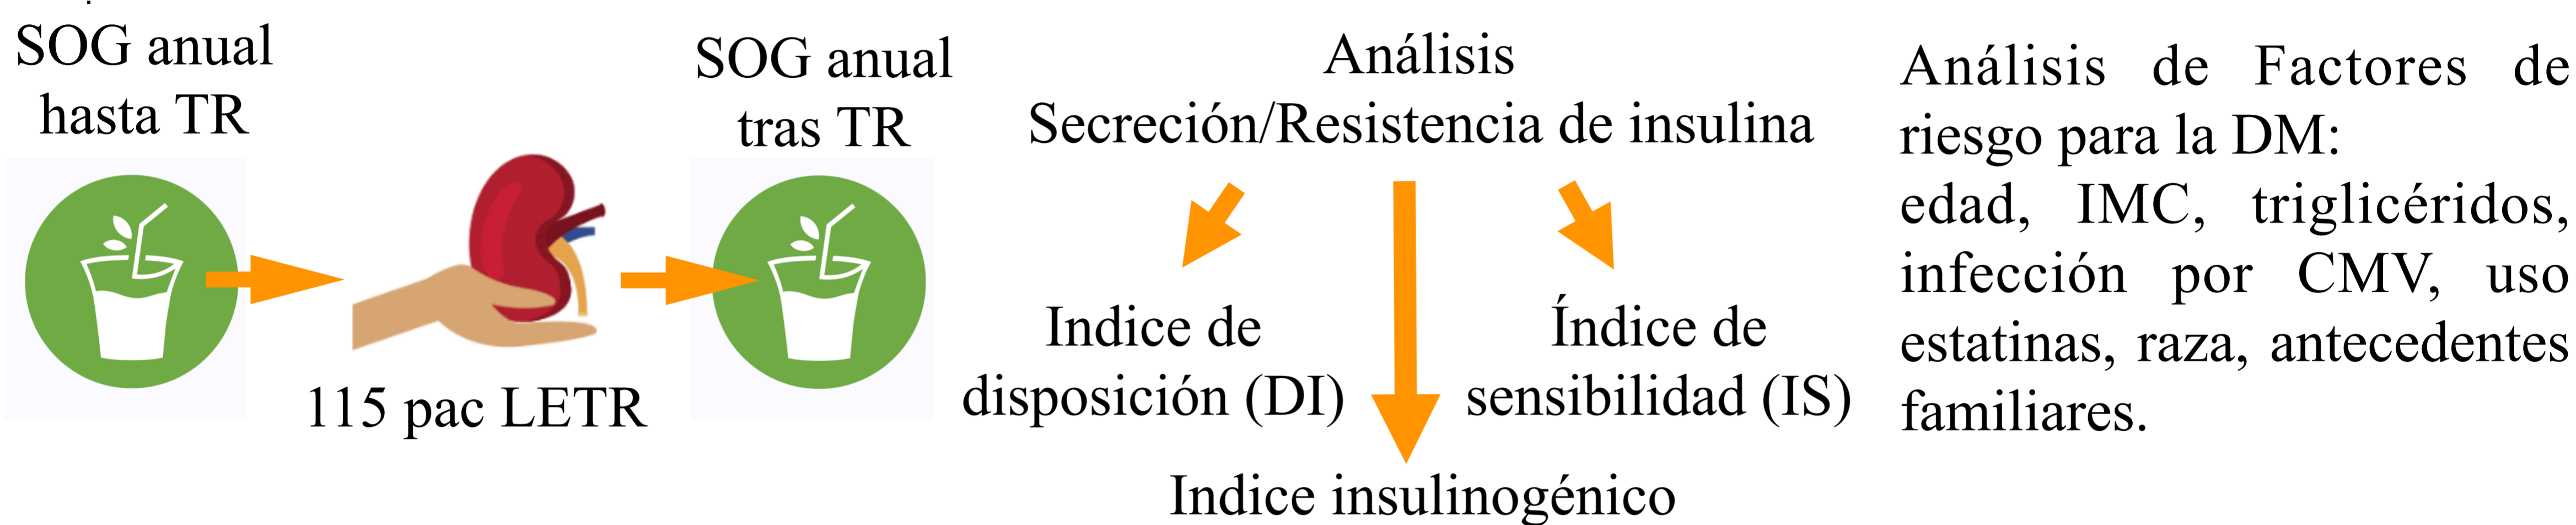 SOG anual
hasta TR
115 pac LETR
SOG anual
tras TR
Análisis
Secreción/Resistencia de insulina
Indice de
disposición (DI)
Índice de
sensibilidad (IS)
Indice insulinogénico
Análisis de Factores de
riesgo para la DM:
edad, IMC, triglicéridos,
infección por CMV, uso
estatinas, raza, antecedentes
familiares.